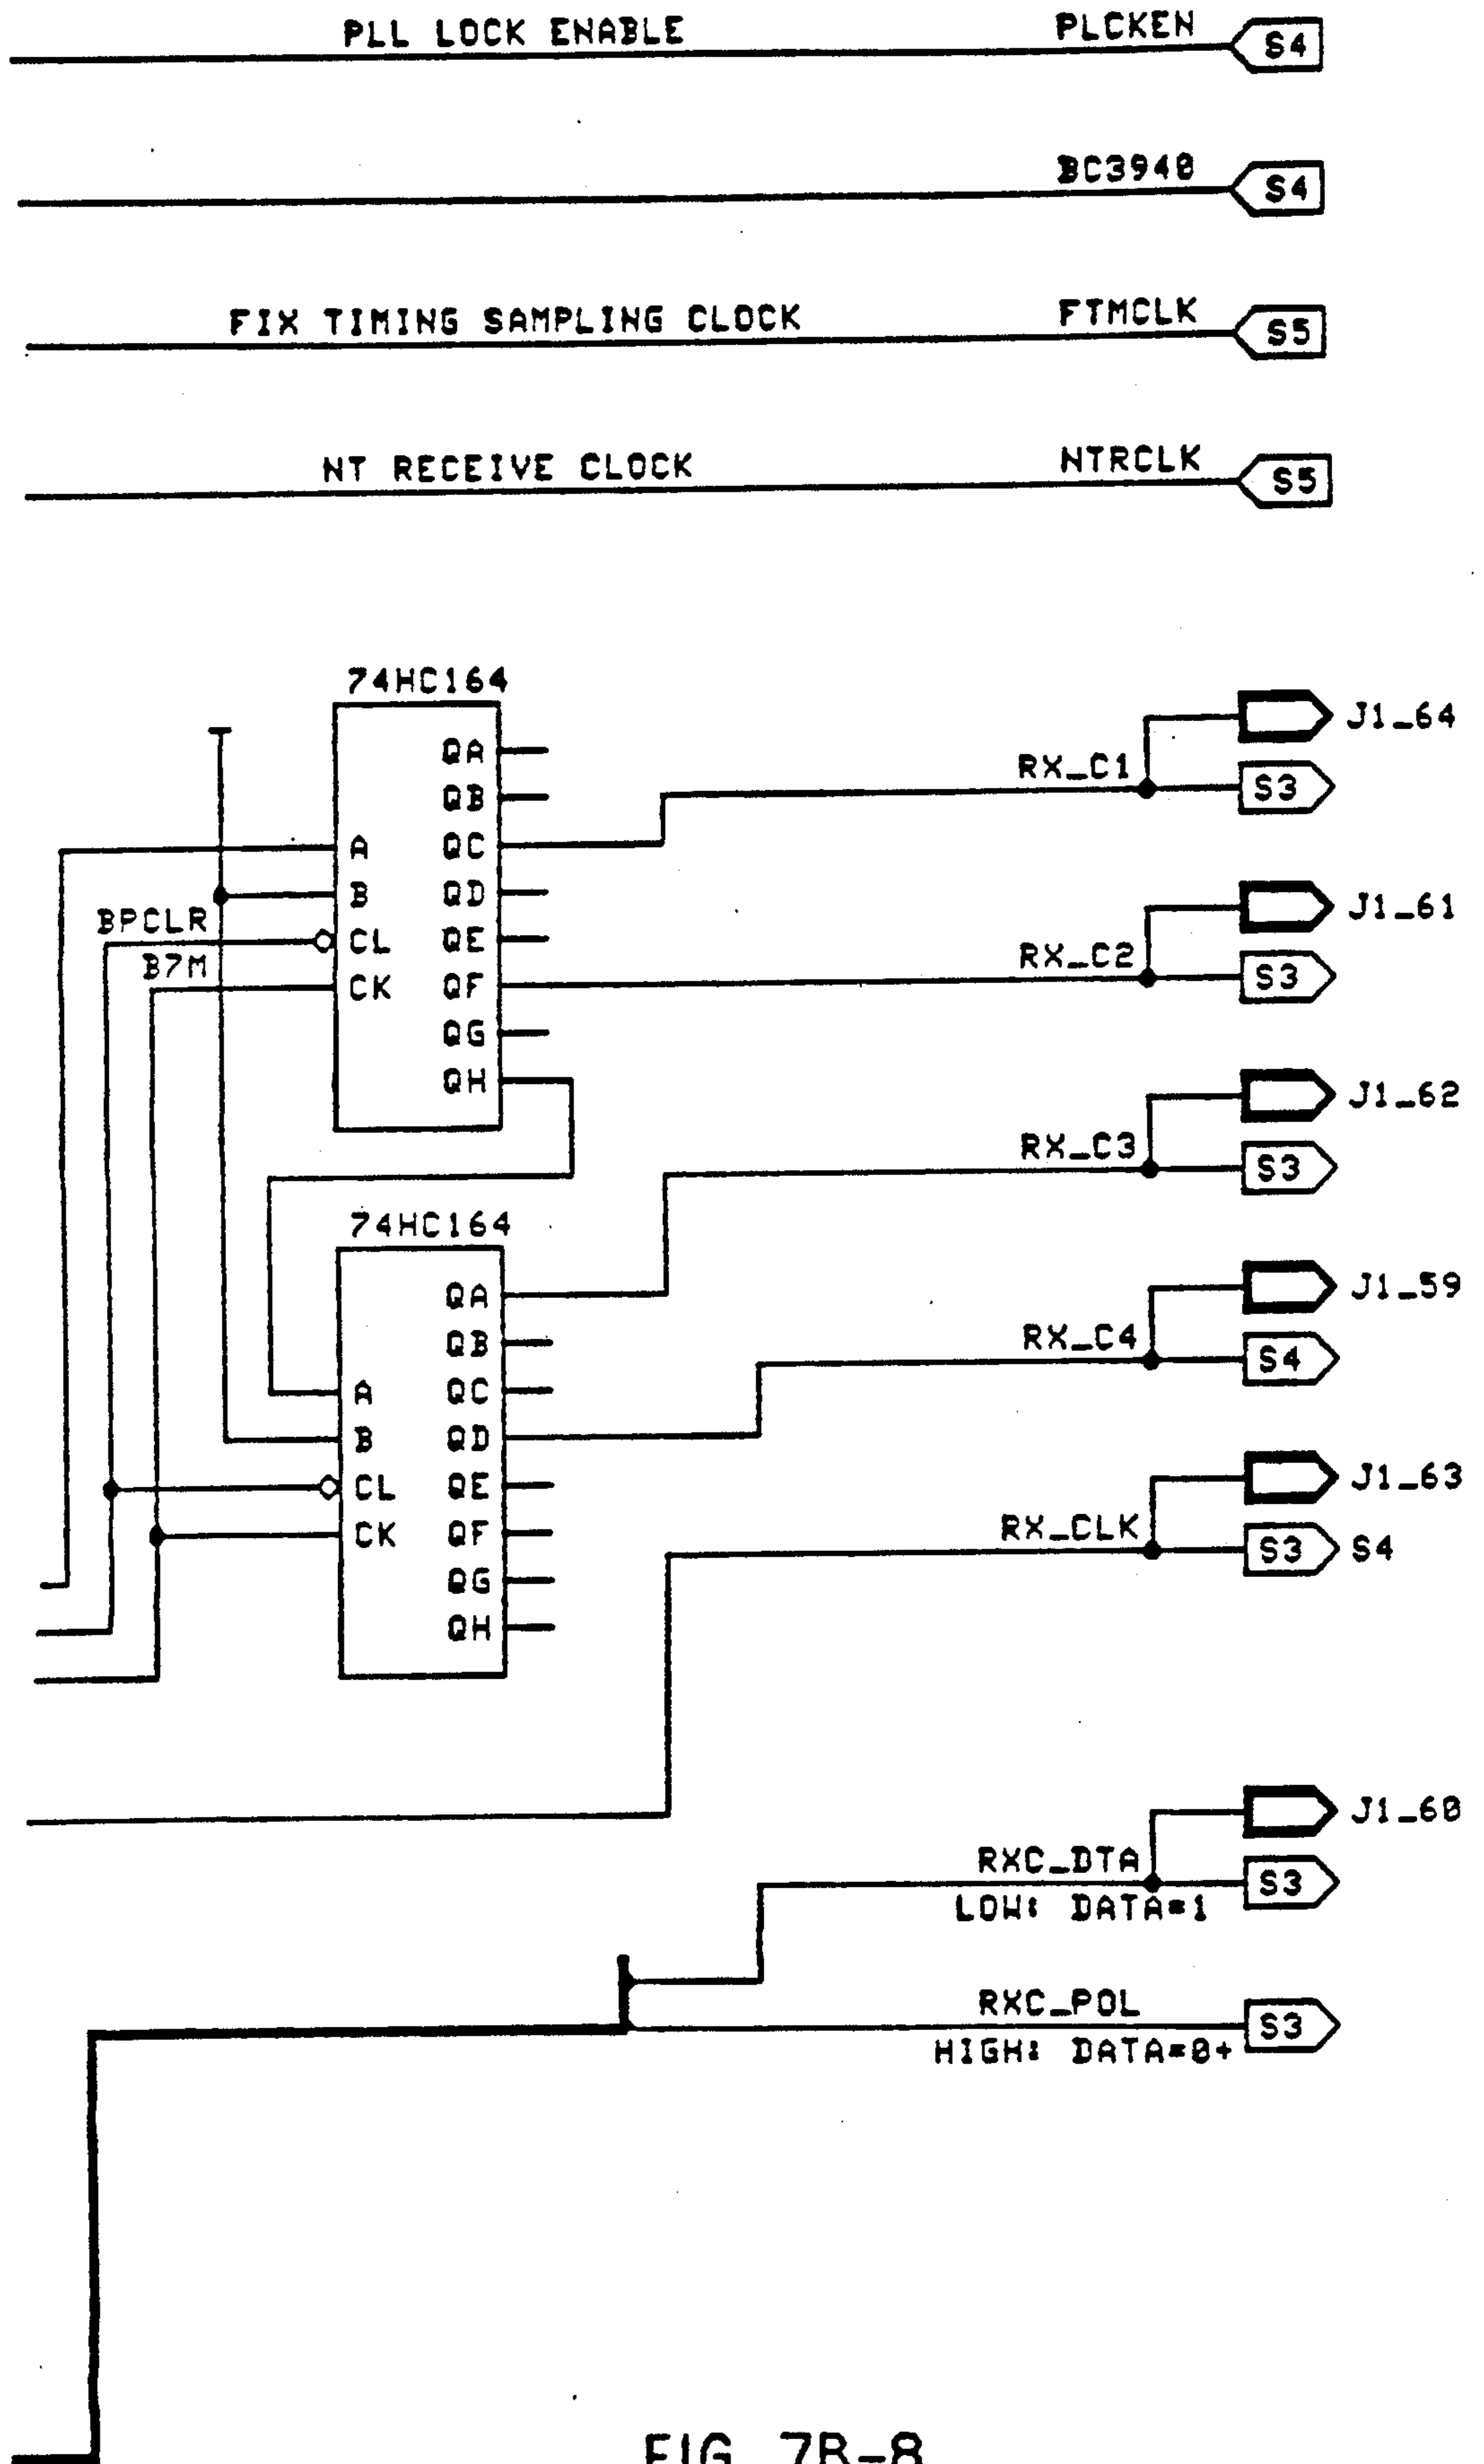 PLL LOCK ENABLE PLCKEN S4
BC3940 S4
FIX TIMING SAMPLING CLOCK FTMCLK S5
NT RECEIVE CLOCK NTRCLK S5
74HC164
QA
QB
A QC
B QD
BPCLR CL QE
B7M CK QF
QG
QH
RX_C1 J1_64
S3
RX_C2 J1_61
S3
RX_C3 J1_62
S3
74HC164
QA
QB
A QC
B QD
CL QE
CK QF
QG
QH
RX_C4 J1_59
S4
RX_CLK J1_63
S3 S4
RXC_DTA J1_60
LOW: DATA=1 S3
RXC_POL S3
HIGH: DATA=0+
FIG. 7B-8